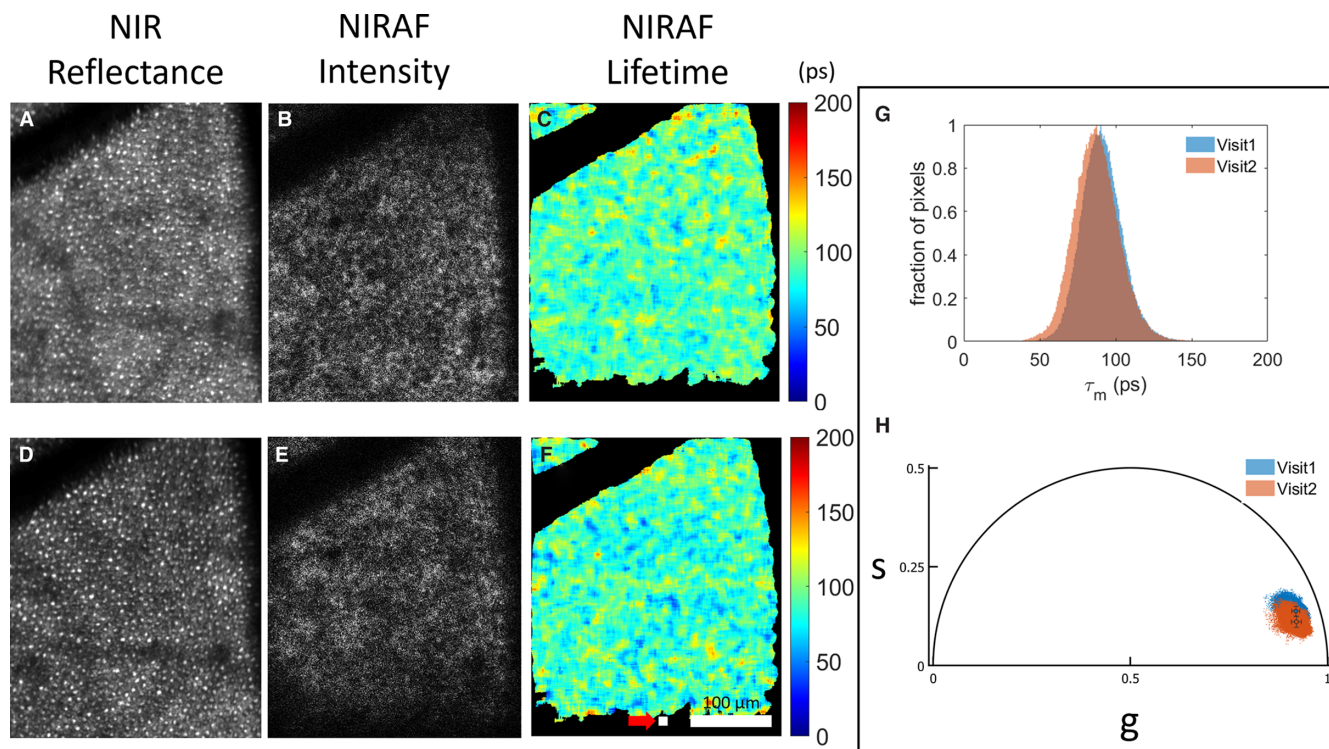 NIR
Reflectance
NIRAF
Intensity
NIRAF
Lifetime
(ps)
A
B
C
200
150
100
50
0
D
E
F
200
150
100
50
0
100 µm
G
1
0.8
0.6
0.4
0.2
0
fraction of pixels
Visit1
Visit2
0
50
100
150
200
τm (ps)
H
0.5
0.25
0
S
Visit1
Visit2
0
0.5
1
g